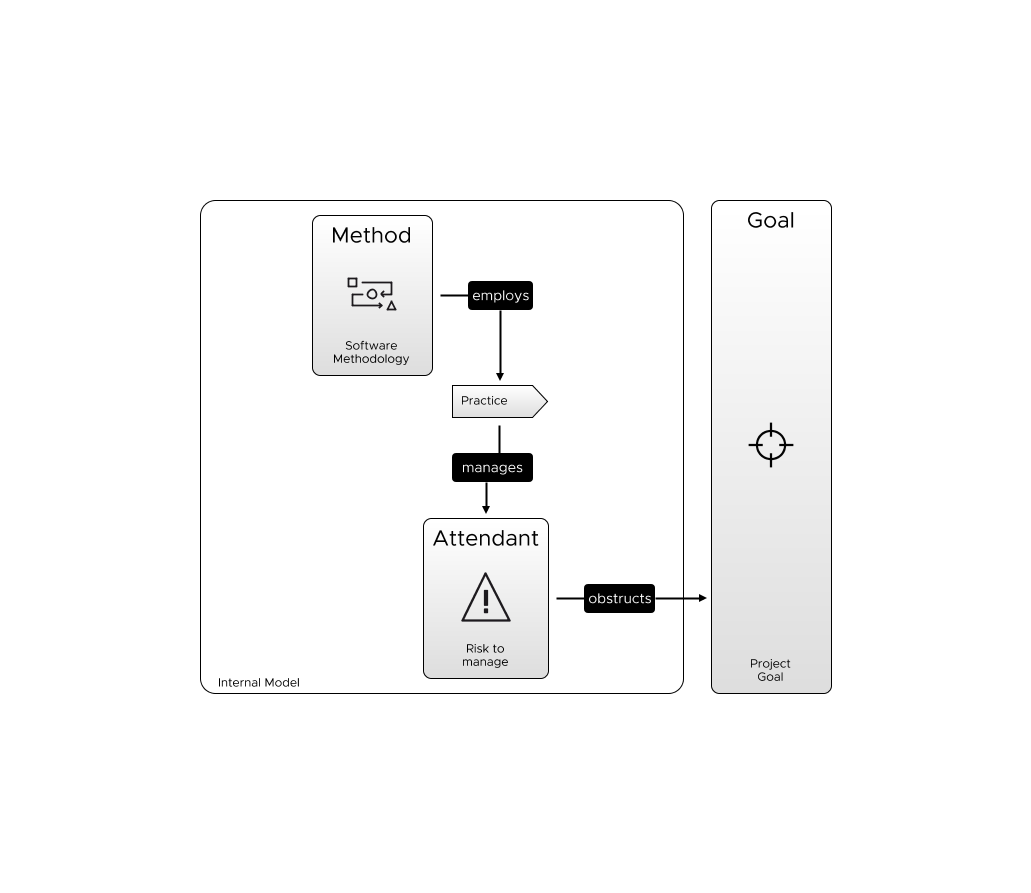 Method
Software
Methodology
employs
Practice
manages
Attendant
Risk to
manage
obstructs
Internal Model
Goal
Project
Goal